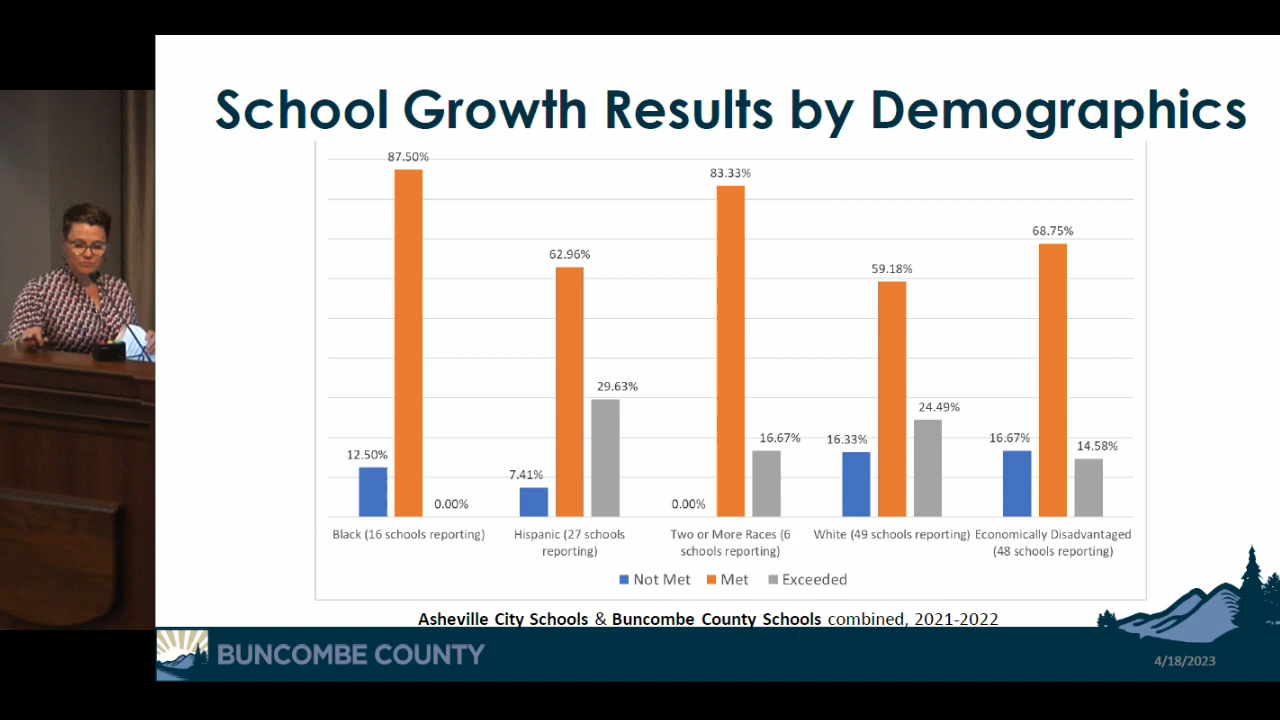 School Growth Results by Demographics
87.50%
83.33%
68.75%
62.96%
59.18%
29.63%
24.49%
12.50%
7.41%
16.67%
16.33%
16.67%
14.58%
0.00%
0.00%
Black (16 schools reporting)
Hispanic (27 schools
reporting)
Two or More Races (6
schools reporting)
White (49 schools reporting)
Economically Disadvantaged
(48 schools reporting)
Not Met
Met
Exceeded
Asheville City Schools & Buncombe County Schools combined, 2021-2022
BUNCOMBE COUNTY
4/18/2023